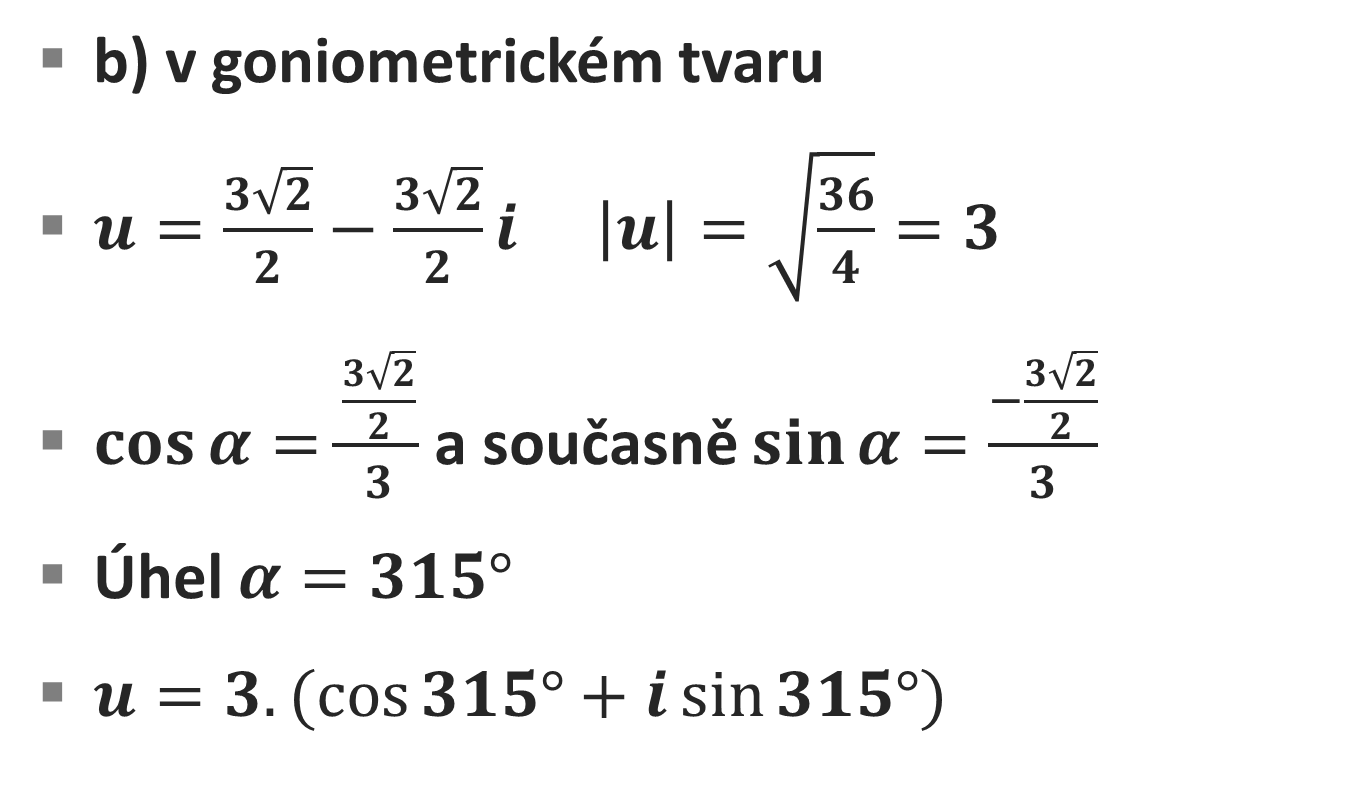 ▪ b) v goniometrickém tvaru
▪ u = 3√2/2 − 3√2/2 i |u| = √(36/4) = 3
▪ cos α = (3√2/2)/3 a současně sin α = (−3√2/2)/3
▪ Úhel α = 315°
▪ u = 3. (cos 315° + i sin 315°)